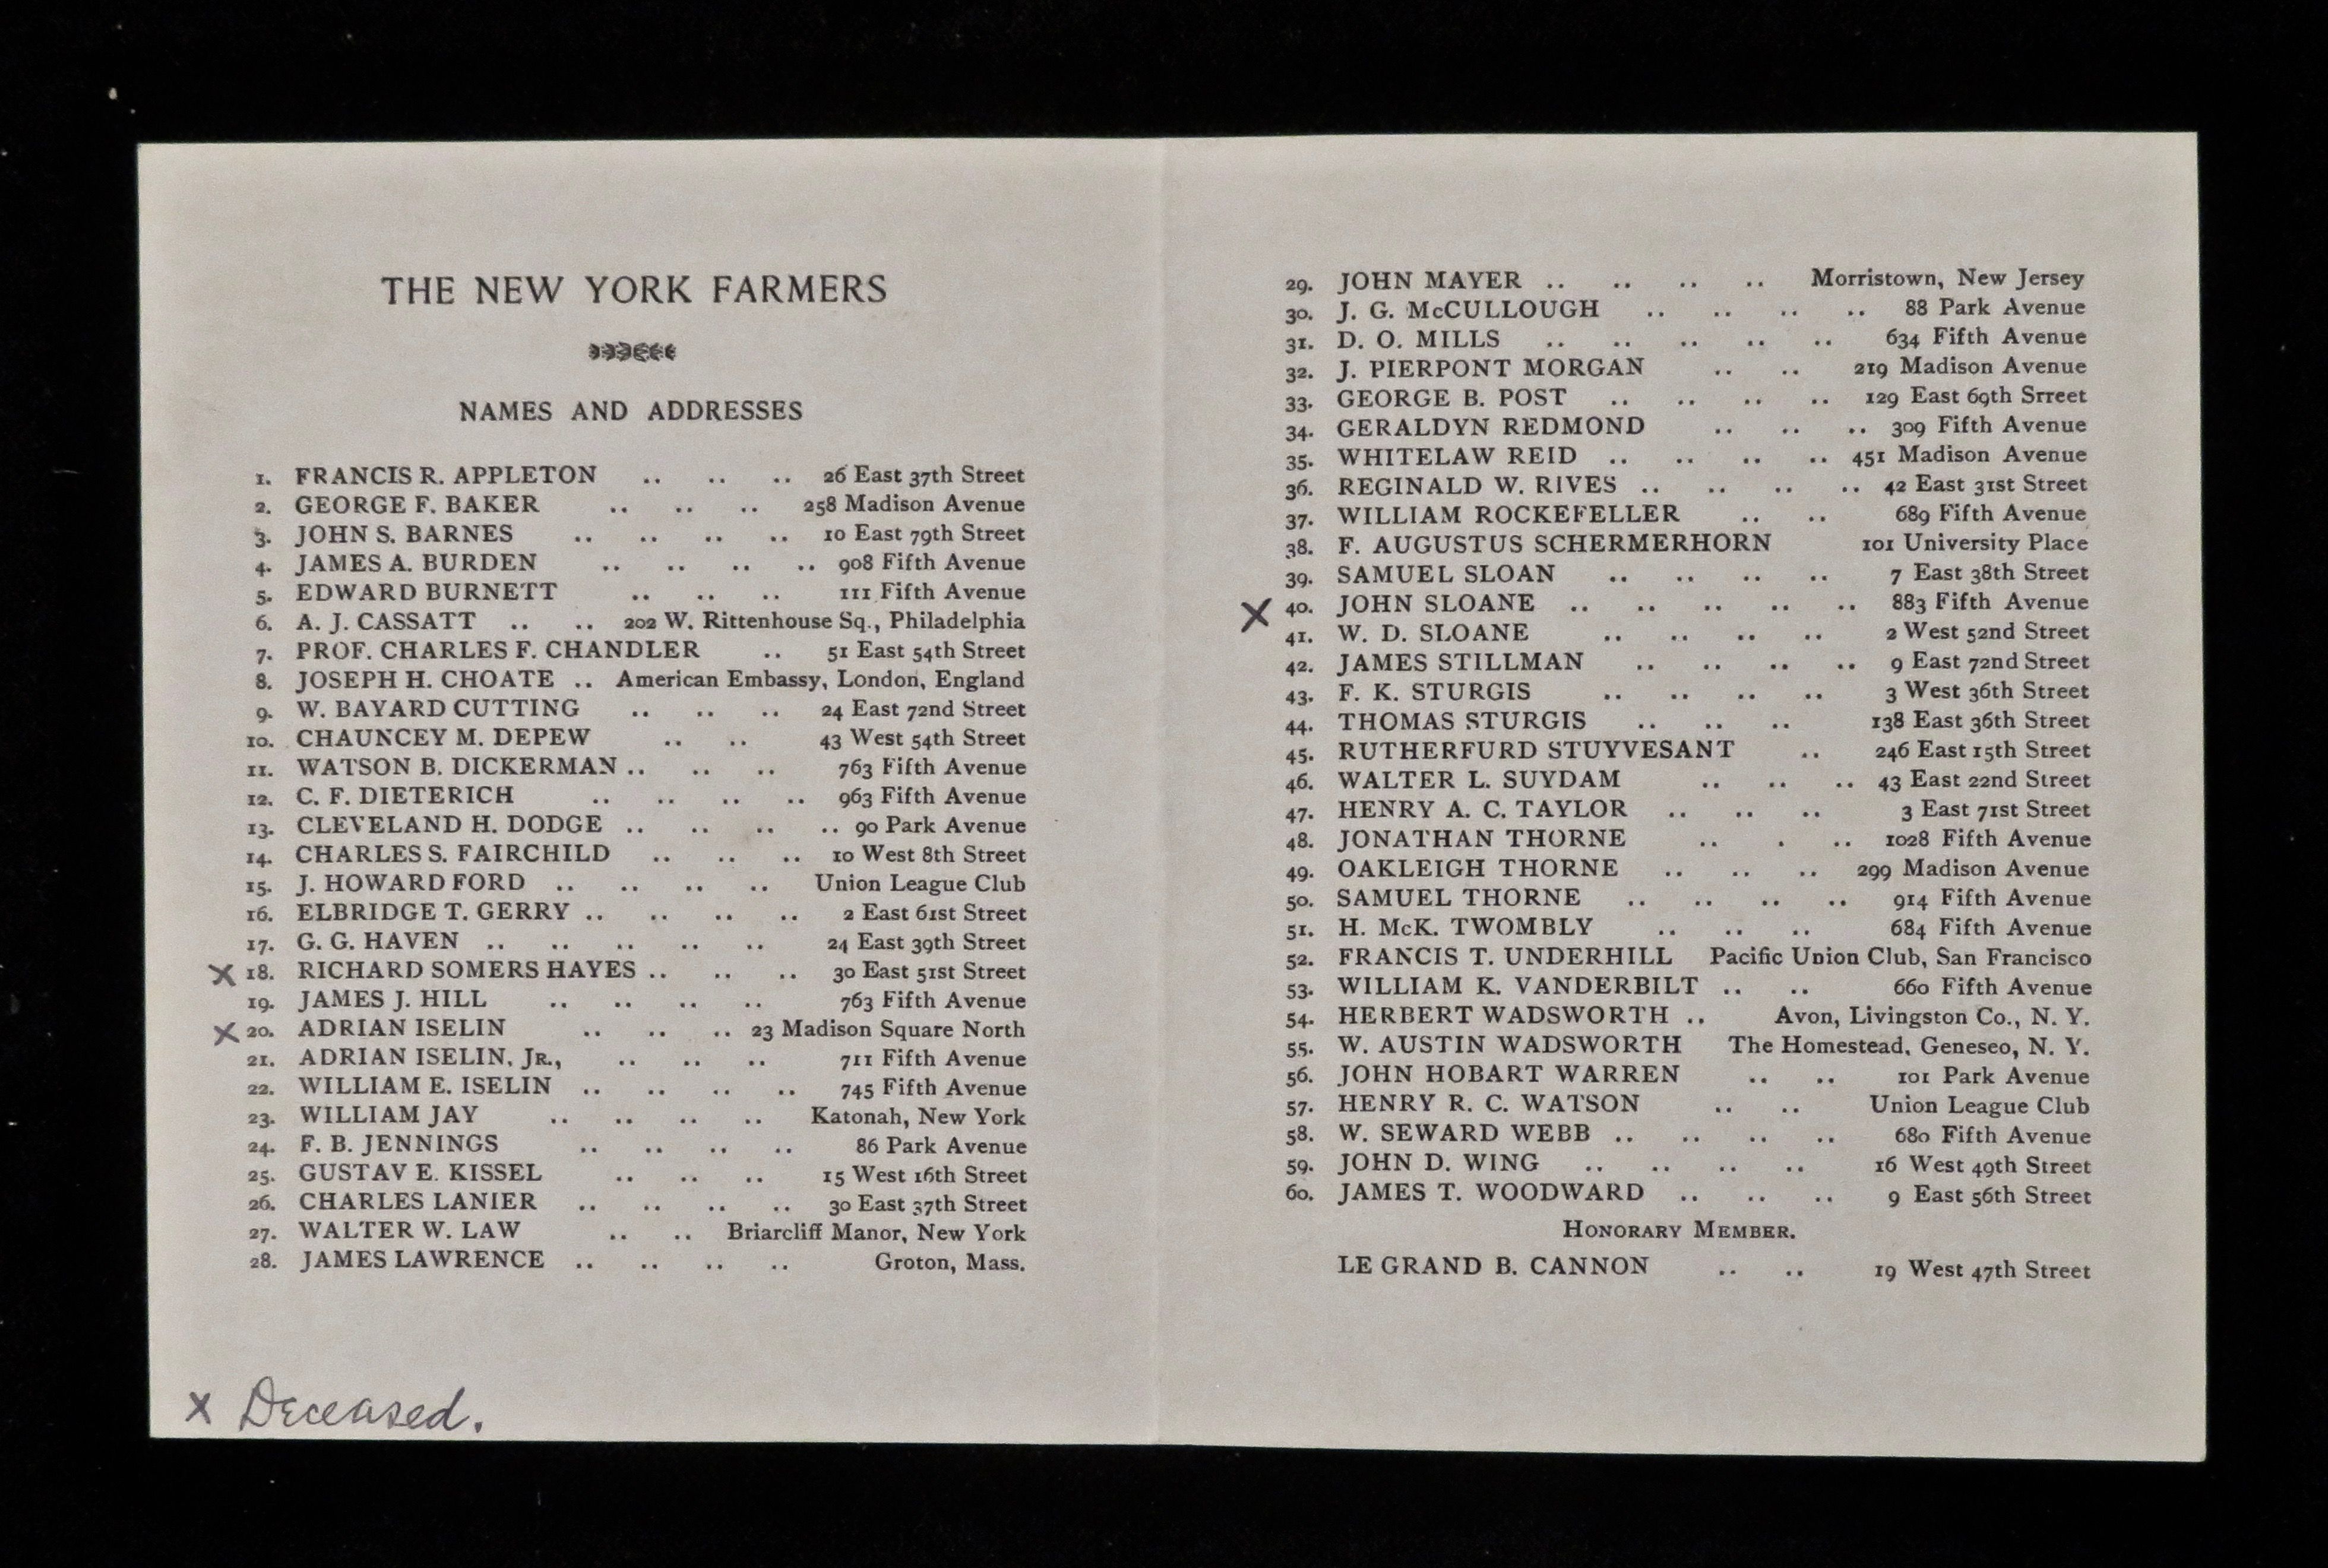 THE NEW YORK FARMERS
NAMES AND ADDRESSES
1. FRANCIS R. APPLETON .. .. .. 26 East 37th Street
2. GEORGE F. BAKER .. .. .. 258 Madison Avenue
3. JOHN S. BARNES .. .. .. .. 10 East 79th Street
4. JAMES A. BURDEN .. .. .. .. 908 Fifth Avenue
5. EDWARD BURNETT .. .. .. 111 Fifth Avenue
6. A. J. CASSATT .. .. 202 W. Rittenhouse Sq., Philadelphia
7. PROF. CHARLES F. CHANDLER .. 51 East 54th Street
8. JOSEPH H. CHOATE .. American Embassy, London, England
9. W. BAYARD CUTTING .. .. .. 24 East 72nd Street
10. CHAUNCEY M. DEPEW .. .. 43 West 54th Street
11. WATSON B. DICKERMAN .. .. .. 763 Fifth Avenue
12. C. F. DIETERICH .. .. .. .. 963 Fifth Avenue
13. CLEVELAND H. DODGE .. .. .. .. 90 Park Avenue
14. CHARLES S. FAIRCHILD .. .. .. 10 West 8th Street
15. J. HOWARD FORD .. .. .. .. Union League Club
16. ELBRIDGE T. GERRY .. .. .. .. 2 East 61st Street
17. G. G. HAVEN .. .. .. .. .. 24 East 39th Street
X 18. RICHARD SOMERS HAYES .. .. .. 30 East 51st Street
19. JAMES J. HILL .. .. .. .. 763 Fifth Avenue
X 20. ADRIAN ISELIN .. .. .. 23 Madison Square North
21. ADRIAN ISELIN, JR., .. .. .. 711 Fifth Avenue
22. WILLIAM E. ISELIN .. .. .. .. 745 Fifth Avenue
23. WILLIAM JAY .. .. .. .. Katonah, New York
24. F. B. JENNINGS .. .. .. .. 86 Park Avenue
25. GUSTAV E. KISSEL .. .. .. 15 West 16th Street
26. CHARLES LANIER .. .. .. .. 30 East 37th Street
27. WALTER W. LAW .. .. Briarcliff Manor, New York
28. JAMES LAWRENCE .. .. .. .. Groton, Mass.
x Deceased.
29. JOHN MAYER .. .. .. .. Morristown, New Jersey
30. J. G. McCULLOUGH .. .. .. .. 88 Park Avenue
31. D. O. MILLS .. .. .. .. .. 634 Fifth Avenue
32. J. PIERPONT MORGAN .. .. 219 Madison Avenue
33. GEORGE B. POST .. .. .. .. 129 East 69th Srreet
34. GERALDYN REDMOND .. .. .. 309 Fifth Avenue
35. WHITELAW REID .. .. .. .. 451 Madison Avenue
36. REGINALD W. RIVES .. .. .. .. 42 East 31st Street
37. WILLIAM ROCKEFELLER .. .. 689 Fifth Avenue
38. F. AUGUSTUS SCHERMERHORN 101 University Place
39. SAMUEL SLOAN .. .. .. .. 7 East 38th Street
X 40. JOHN SLOANE .. .. .. .. .. 883 Fifth Avenue
41. W. D. SLOANE .. .. .. .. 2 West 52nd Street
42. JAMES STILLMAN .. .. .. .. 9 East 72nd Street
43. F. K. STURGIS .. .. .. .. 3 West 36th Street
44. THOMAS STURGIS .. .. .. 138 East 36th Street
45. RUTHERFURD STUYVESANT .. 246 East 15th Street
46. WALTER L. SUYDAM .. .. .. 43 East 22nd Street
47. HENRY A. C. TAYLOR .. .. .. 3 East 71st Street
48. JONATHAN THORNE .. . .. 1028 Fifth Avenue
49. OAKLEIGH THORNE .. .. .. 299 Madison Avenue
50. SAMUEL THORNE .. .. .. .. 914 Fifth Avenue
51. H. McK. TWOMBLY .. .. .. 684 Fifth Avenue
52. FRANCIS T. UNDERHILL Pacific Union Club, San Francisco
53. WILLIAM K. VANDERBILT .. .. 660 Fifth Avenue
54. HERBERT WADSWORTH .. Avon, Livingston Co., N. Y.
55. W. AUSTIN WADSWORTH The Homestead, Geneseo, N. Y.
56. JOHN HOBART WARREN .. .. 101 Park Avenue
57. HENRY R. C. WATSON .. .. Union League Club
58. W. SEWARD WEBB .. .. .. .. 680 Fifth Avenue
59. JOHN D. WING .. .. .. .. 16 West 49th Street
60. JAMES T. WOODWARD .. .. .. 9 East 56th Street
HONORARY MEMBER.
LE GRAND B. CANNON .. .. 19 West 47th Street